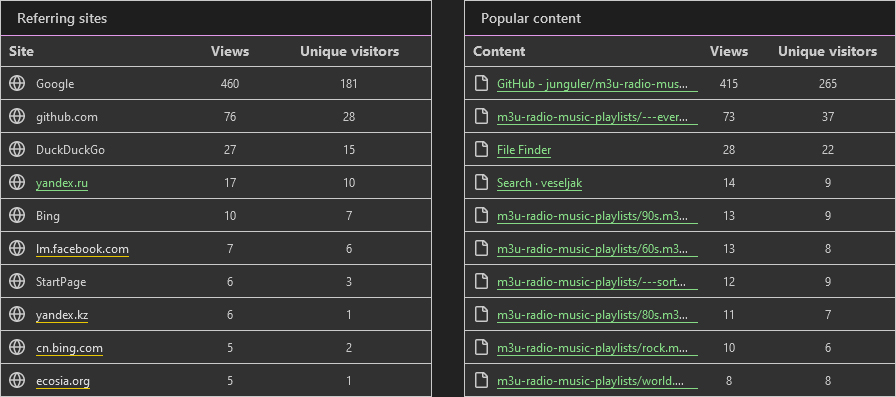 Referring sites
Site Views Unique visitors
Google 460 181
github.com 76 28
DuckDuckGo 27 15
yandex.ru 17 10
Bing 10 7
lm.facebook.com 7 6
StartPage 6 3
yandex.kz 6 1
cn.bing.com 5 2
ecosia.org 5 1
Popular content
Content Views Unique visitors
GitHub - junguler/m3u-radio-mus... 415 265
m3u-radio-music-playlists/---ever... 73 37
File Finder 28 22
Search · veseljak 14 9
m3u-radio-music-playlists/90s.m3... 13 9
m3u-radio-music-playlists/60s.m3... 13 8
m3u-radio-music-playlists/---sort... 12 9
m3u-radio-music-playlists/80s.m3... 11 7
m3u-radio-music-playlists/rock.m... 10 6
m3u-radio-music-playlists/world.... 8 8